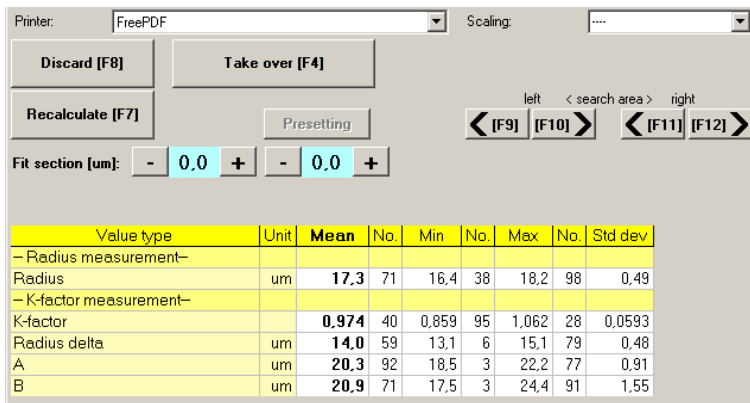 Printer: FreePDF Scaling: ----
Discard [F8] Take over [F4]
Recalculate [F7] Presetting
left < search area > right
[F9] [F10] [F11] [F12]
Fit section [um]: - 0,0 + - 0,0 +
Value type Unit Mean No. Min No. Max No. Std dev
– Radius measurement–
Radius um 17,3 71 16,4 38 18,2 98 0,49
– K-factor measurement–
K-factor 0,974 40 0,859 95 1,062 28 0,0593
Radius delta um 14,0 59 13,1 6 15,1 79 0,48
A um 20,3 92 18,5 3 22,2 77 0,91
B um 20,9 71 17,5 3 24,4 91 1,55